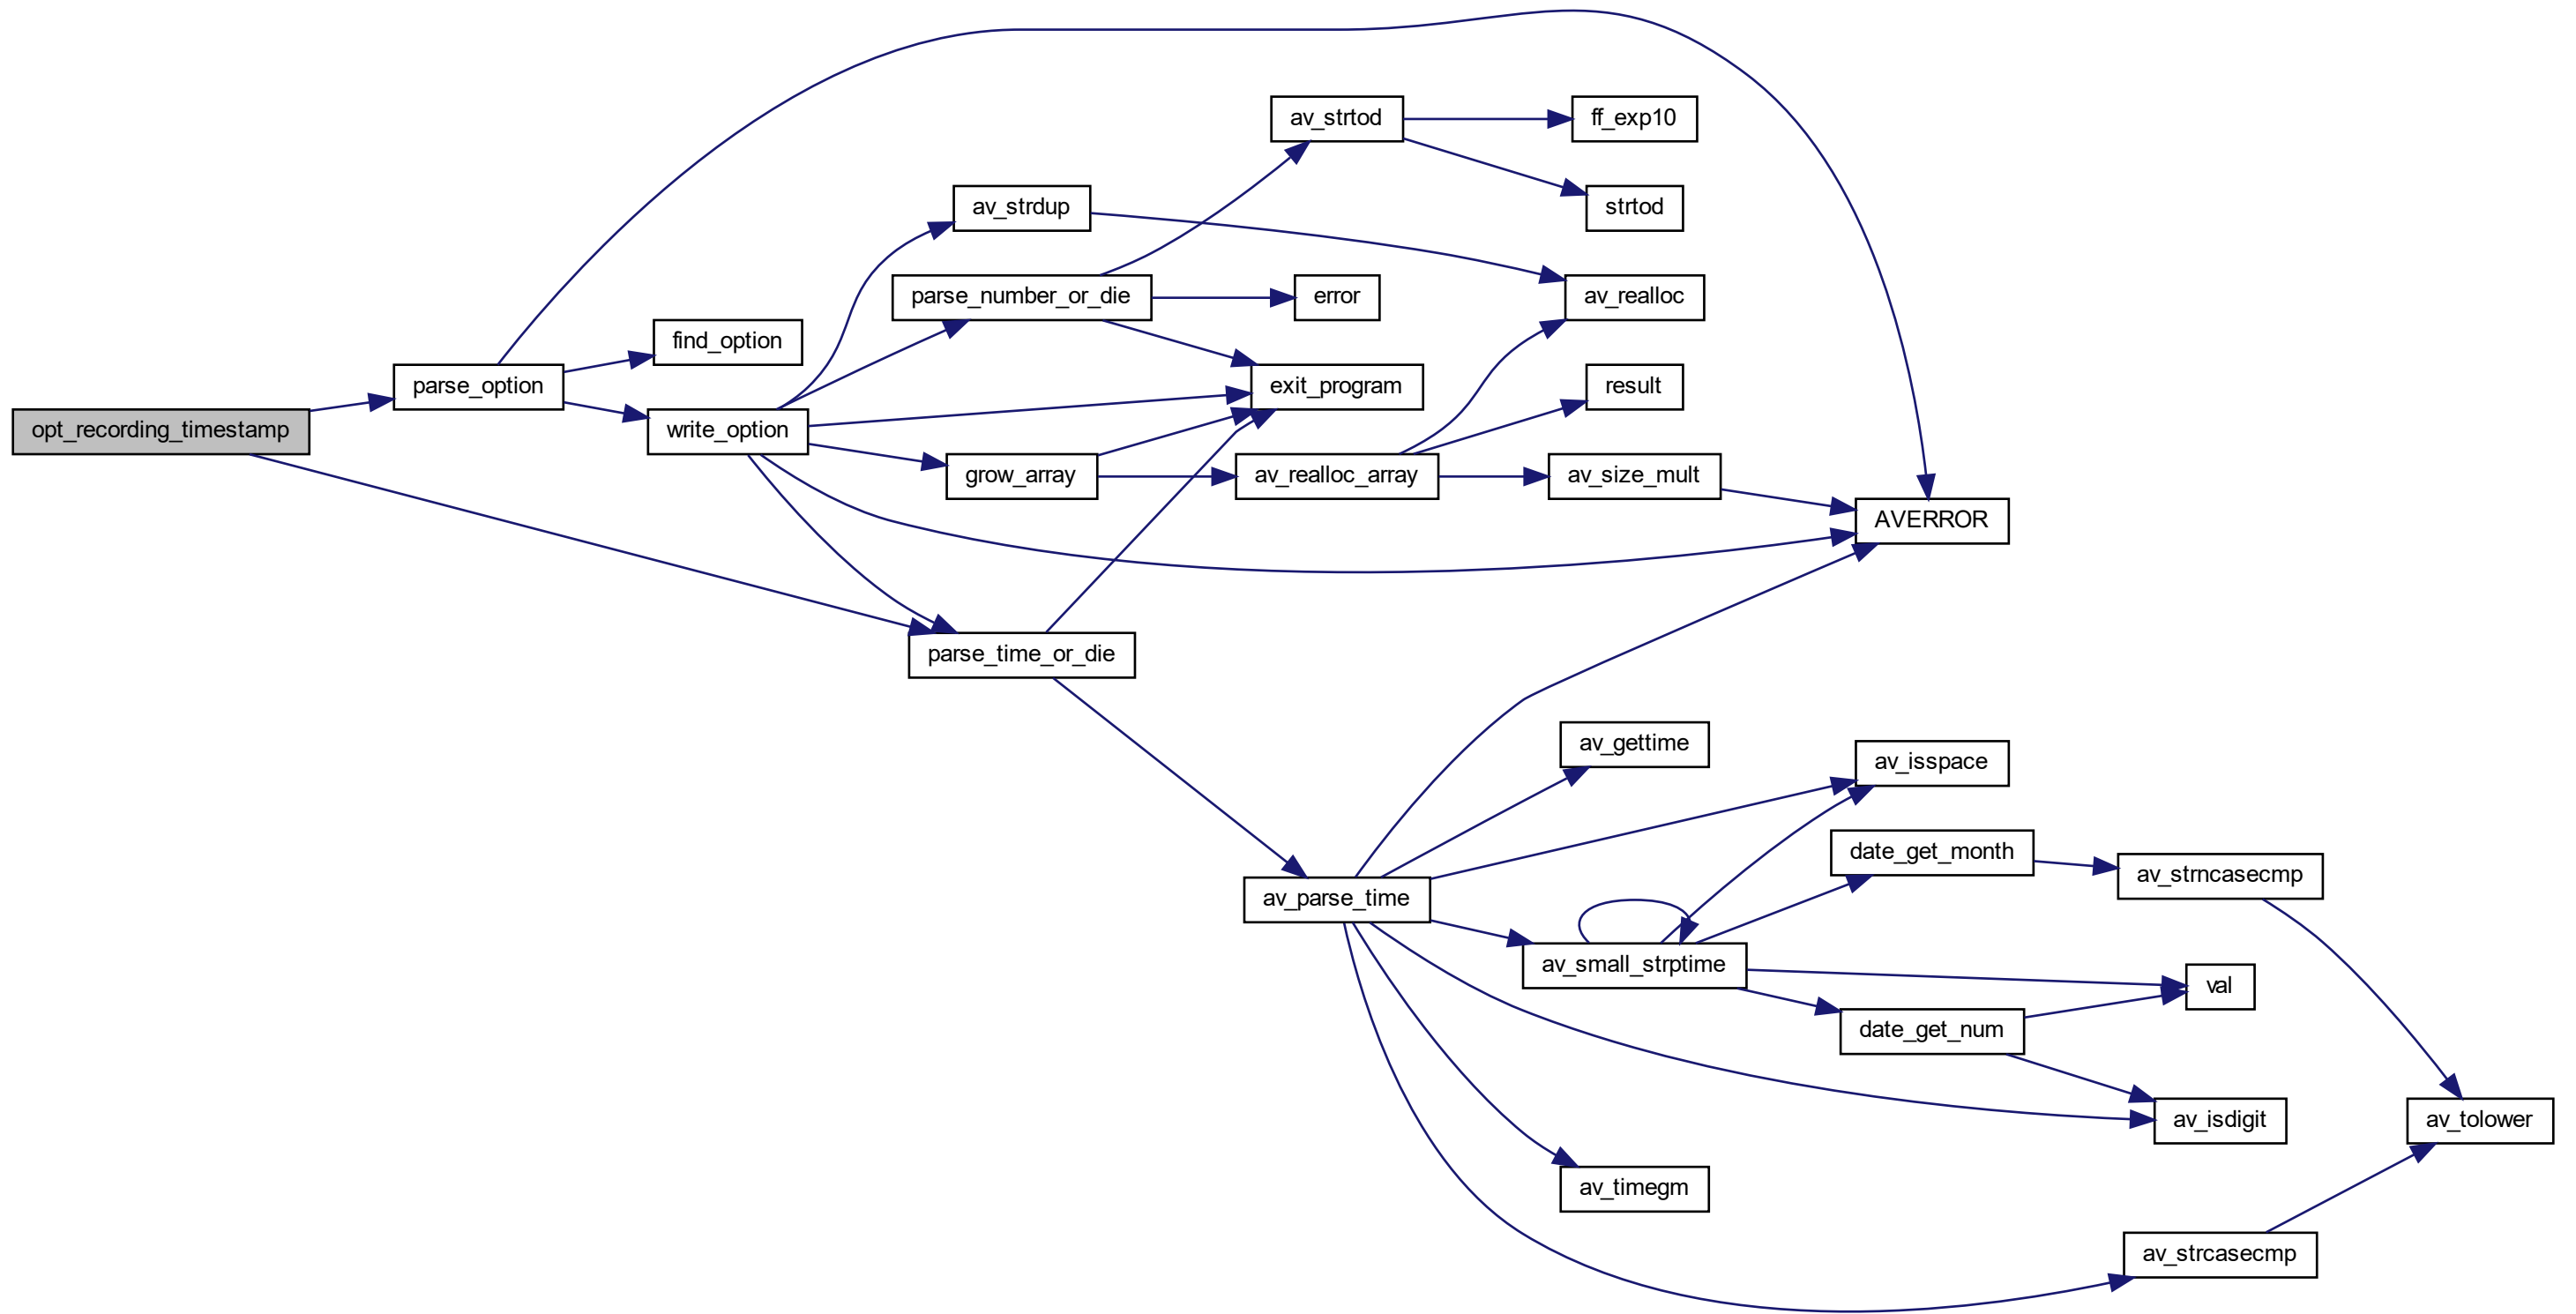 opt_recording_timestamp
parse_option
find_option
write_option
av_strdup
parse_number_or_die
av_strtod
ff_exp10
strtod
error
av_realloc
exit_program
result
grow_array
av_realloc_array
av_size_mult
AVERROR
parse_time_or_die
av_gettime
av_isspace
av_parse_time
date_get_month
av_strncasecmp
av_small_strptime
val
date_get_num
av_isdigit
av_tolower
av_timegm
av_strcasecmp